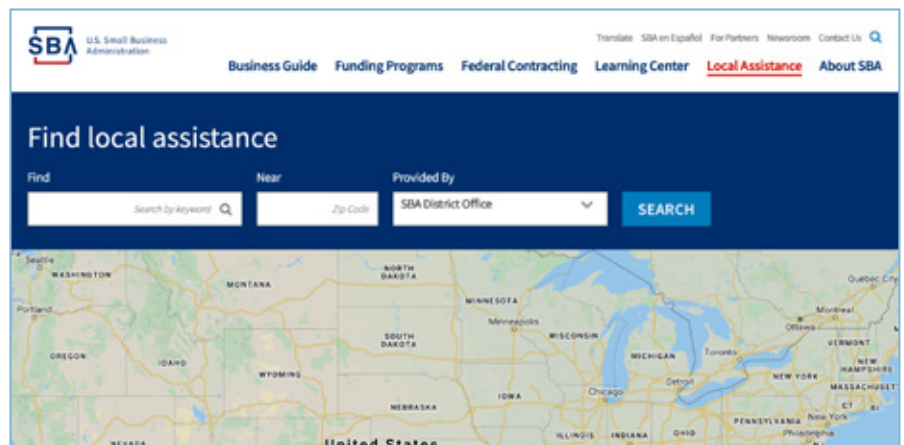 SBA
U.S. Small Business
Administration
Translate SBA en Español For Partners Newsroom Contact Us
Business Guide Funding Programs Federal Contracting Learning Center Local Assistance About SBA
Find local assistance
Find Near Provided By
Search by keyword Zip Code SBA District Office SEARCH
Seattle
WASHINGTON
MONTANA
NORTH
DAKOTA
Quebec City
Portland
MINNESOTA
Minneapolis
Montreal
Ottawa
OREGON
IDAHO
SOUTH
DAKOTA
WISCONSIN
MICHIGAN
Toronto
VERMONT
NEW
HAMPSHIRE
WYOMING
Detroit
NEW YORK
Chicago
IOWA
NEBRASKA
CT RI
PENNSYLVANIA
New York
Philadelphia
NEVADA
United States
ILLINOIS INDIANA OHIO